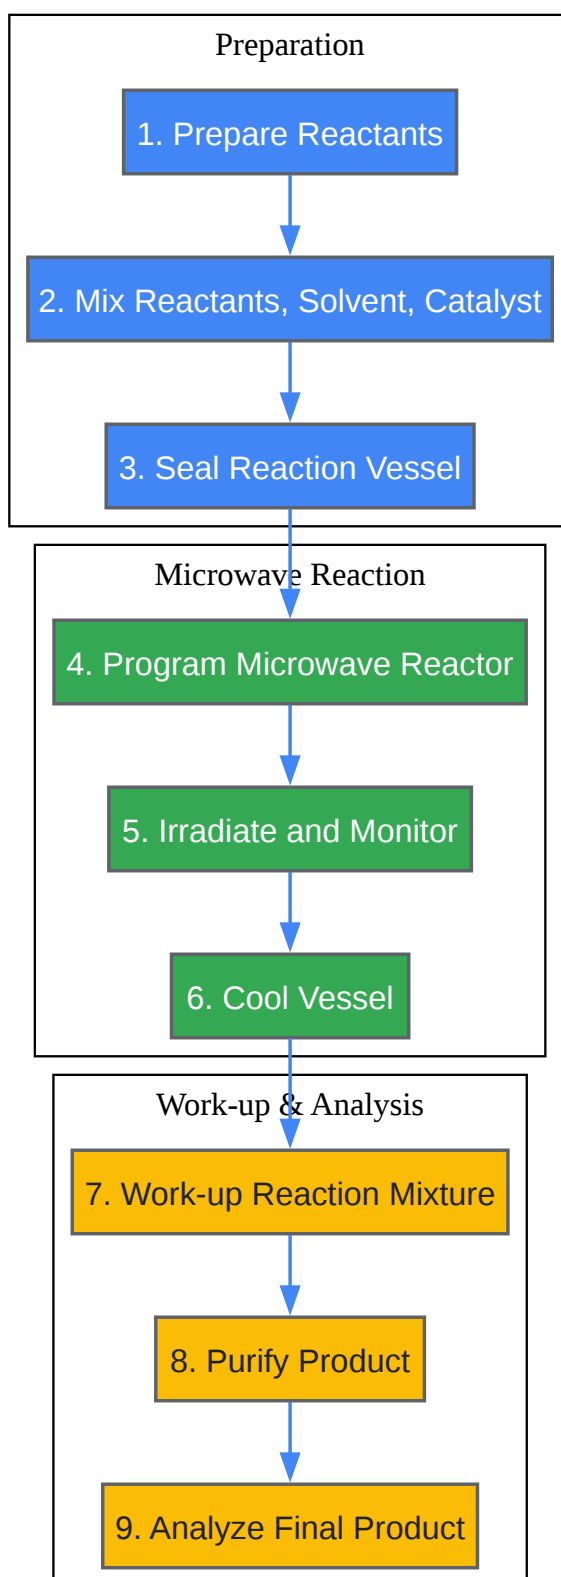 Preparation
1. Prepare Reactants
2. Mix Reactants, Solvent, Catalyst
3. Seal Reaction Vessel
Microwave Reaction
4. Program Microwave Reactor
5. Irradiate and Monitor
6. Cool Vessel
Work-up & Analysis
7. Work-up Reaction Mixture
8. Purify Product
9. Analyze Final Product